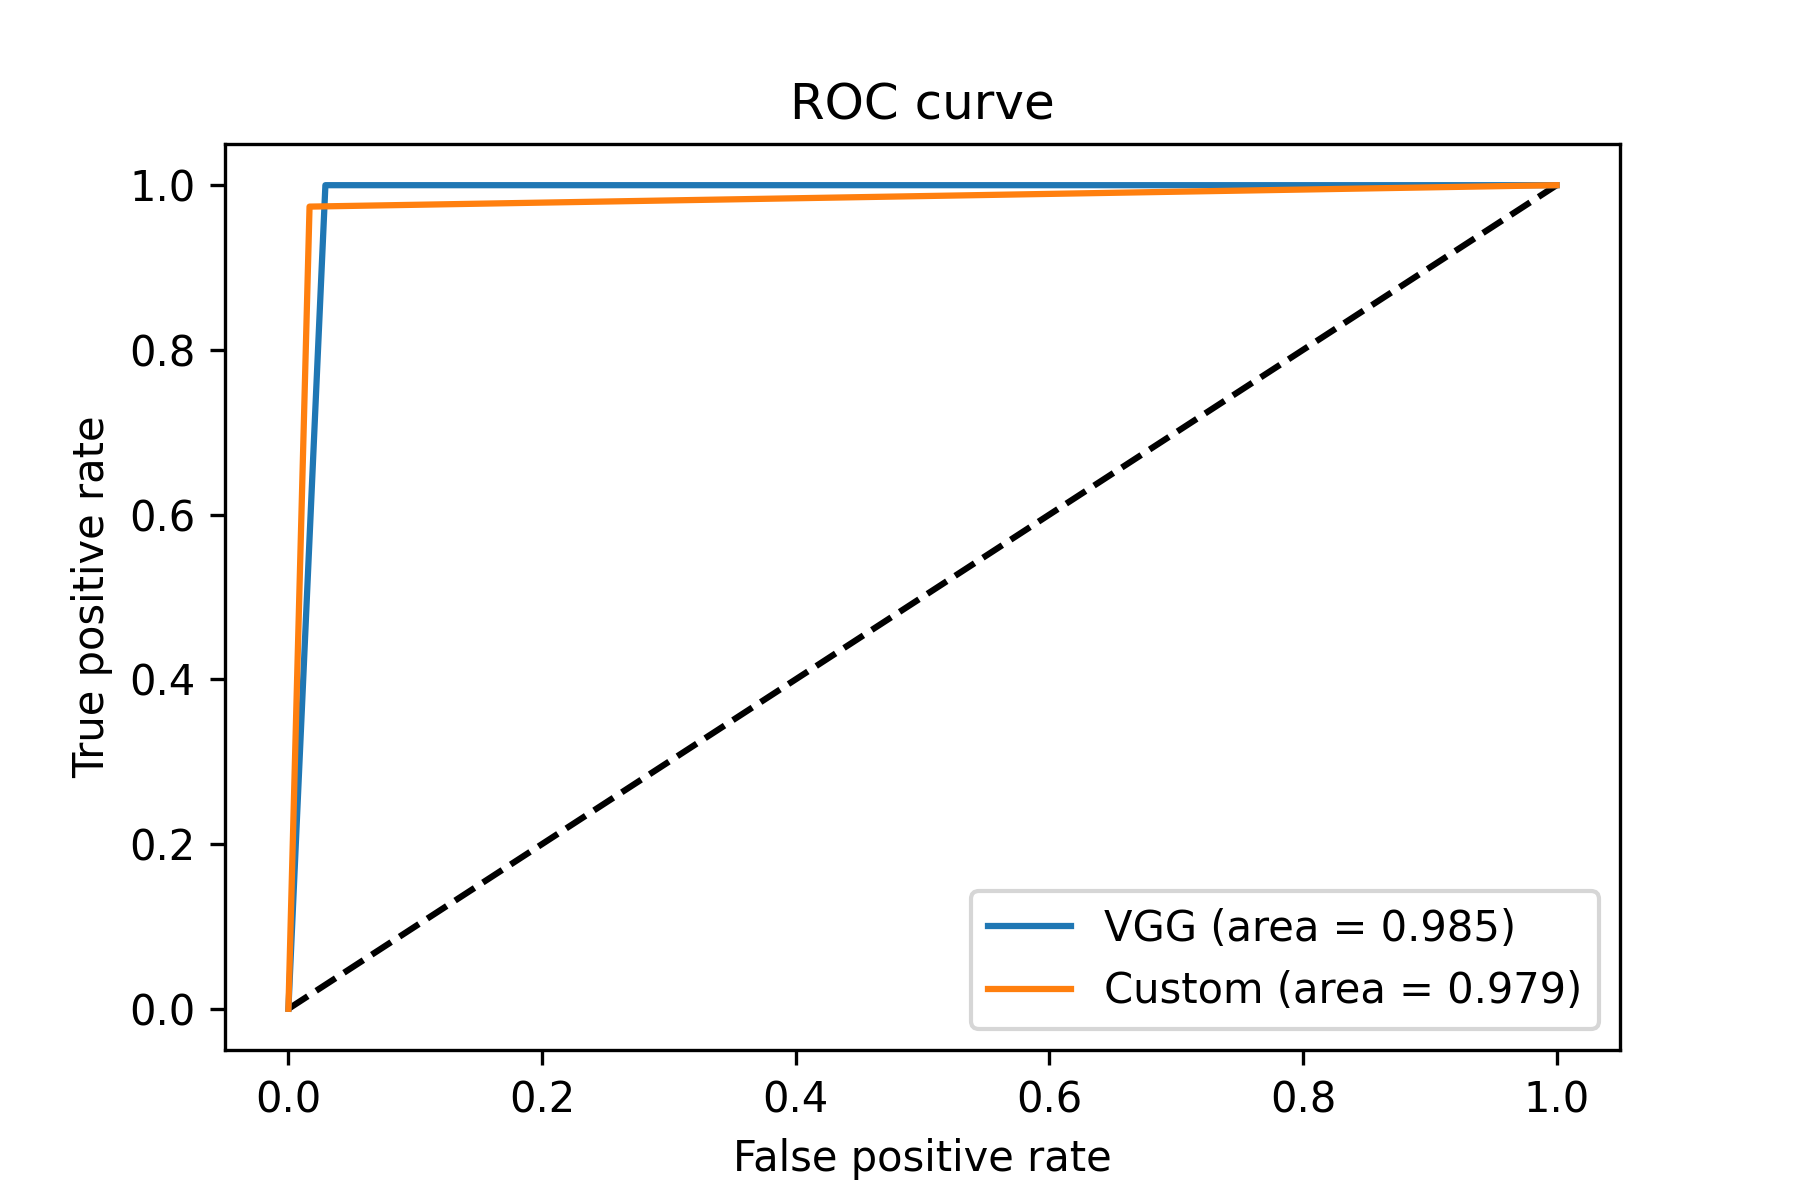 ROC curve
True positive rate
1.0
0.8
0.6
0.4
0.2
0.0
VGG (area = 0.985)
Custom (area = 0.979)
0.0 0.2 0.4 0.6 0.8 1.0
False positive rate